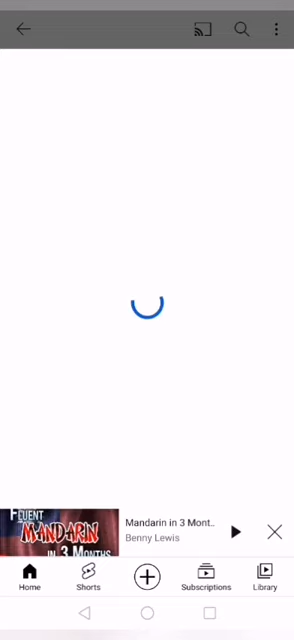 FLUENT
MANDARIN
IN 3 MONTHS
Mandarin in 3 Mont..
Benny Lewis
Home
Shorts
Subscriptions
Library